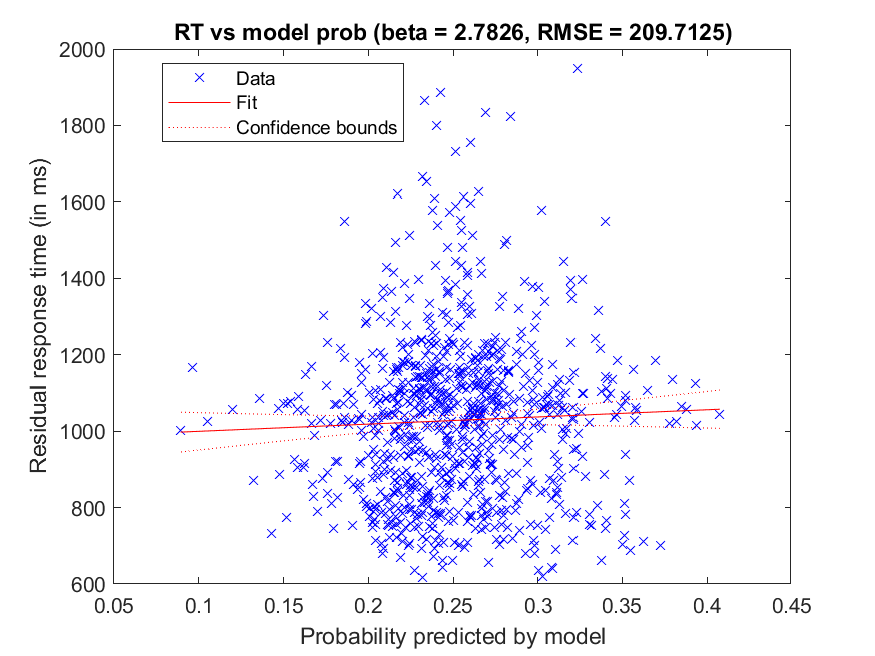 RT vs model prob (beta = 2.7826, RMSE = 209.7125)
Data
Fit
Confidence bounds
Residual response time (in ms)
2000
1800
1600
1400
1200
1000
800
600
0.05 0.1 0.15 0.2 0.25 0.3 0.35 0.4 0.45
Probability predicted by model